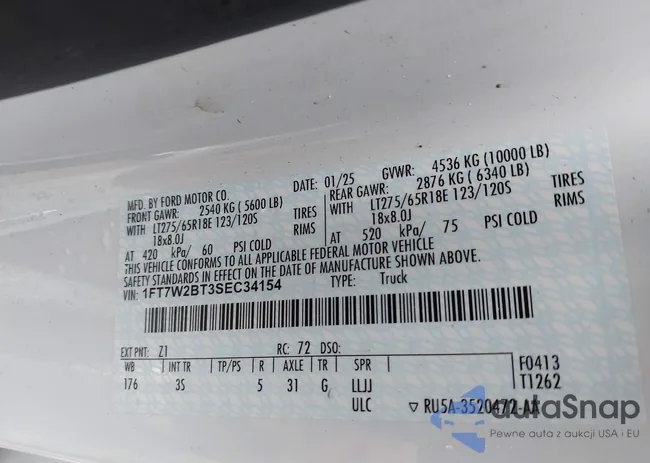 MFD. BY FORD MOTOR CO.
DATE: 01/25 GVWR: 4536 KG (10000 LB)
FRONT GAWR: 2540 KG ( 5600 LB) REAR GAWR: 2876 KG ( 6340 LB)
WITH LT275/65R18E 123/120S TIRES WITH LT275/65R18E 123/120S TIRES
18x8.0J RIMS 18x8.0J RIMS
AT 420 kPa/ 60 PSI COLD AT 520 kPa/ 75 PSI COLD
THIS VEHICLE CONFORMS TO ALL APPLICABLE FEDERAL MOTOR VEHICLE
SAFETY STANDARDS IN EFFECT ON THE DATE OF MANUFACTURE SHOWN ABOVE.
VIN: 1FT7W2BT3SEC34154 TYPE: Truck
EXT PNT: Z1 RC: 72 DSO:
WB INT TR TP/PS R AXLE TR SPR F0413
176 3S 5 31 G LLJJ T1262
ULC ▽ RU5A-3520472-AA
autaSnap
Pewne auta z aukcji USA i EU